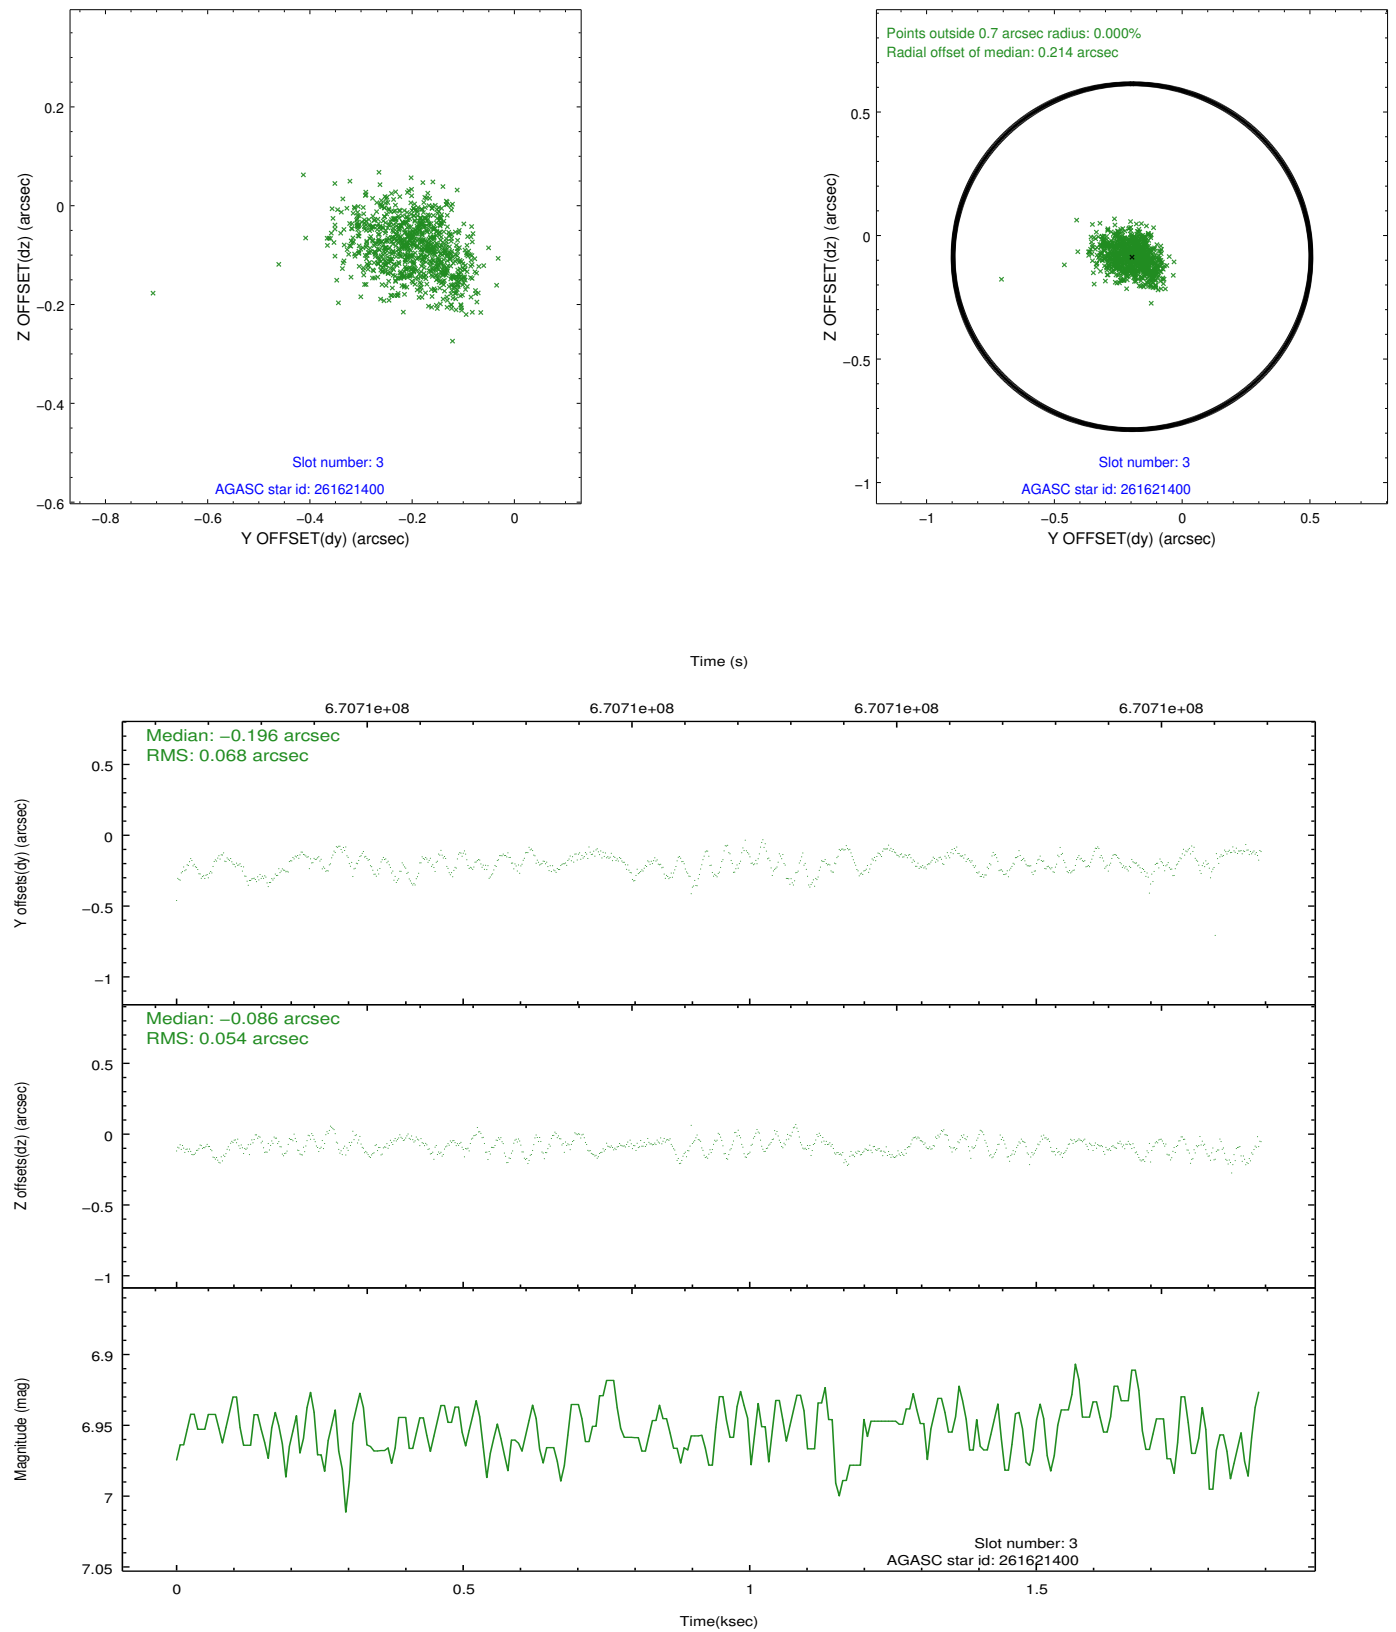 0.2
0
−0.2
−0.4
−0.6
Z OFFSET(dz) (arcsec)
Slot number: 3
AGASC star id: 261621400
−0.8
−0.6
−0.4
−0.2
0
Y OFFSET(dy) (arcsec)
Points outside 0.7 arcsec radius: 0.000%
Radial offset of median: 0.214 arcsec
0.5
0
−0.5
−1
Z OFFSET(dz) (arcsec)
Slot number: 3
AGASC star id: 261621400
−1
−0.5
0
0.5
Y OFFSET(dy) (arcsec)
Time (s)
6.7071e+08
6.7071e+08
6.7071e+08
6.7071e+08
Median: −0.196 arcsec
RMS: 0.068 arcsec
0.5
0
−0.5
−1
Y offsets(dy) (arcsec)
Median: −0.086 arcsec
RMS: 0.054 arcsec
0.5
0
−0.5
−1
Z offsets(dz) (arcsec)
6.9
6.95
7
7.05
Magnitude (mag)
Slot number: 3
AGASC star id: 261621400
0
0.5
1
1.5
Time(ksec)